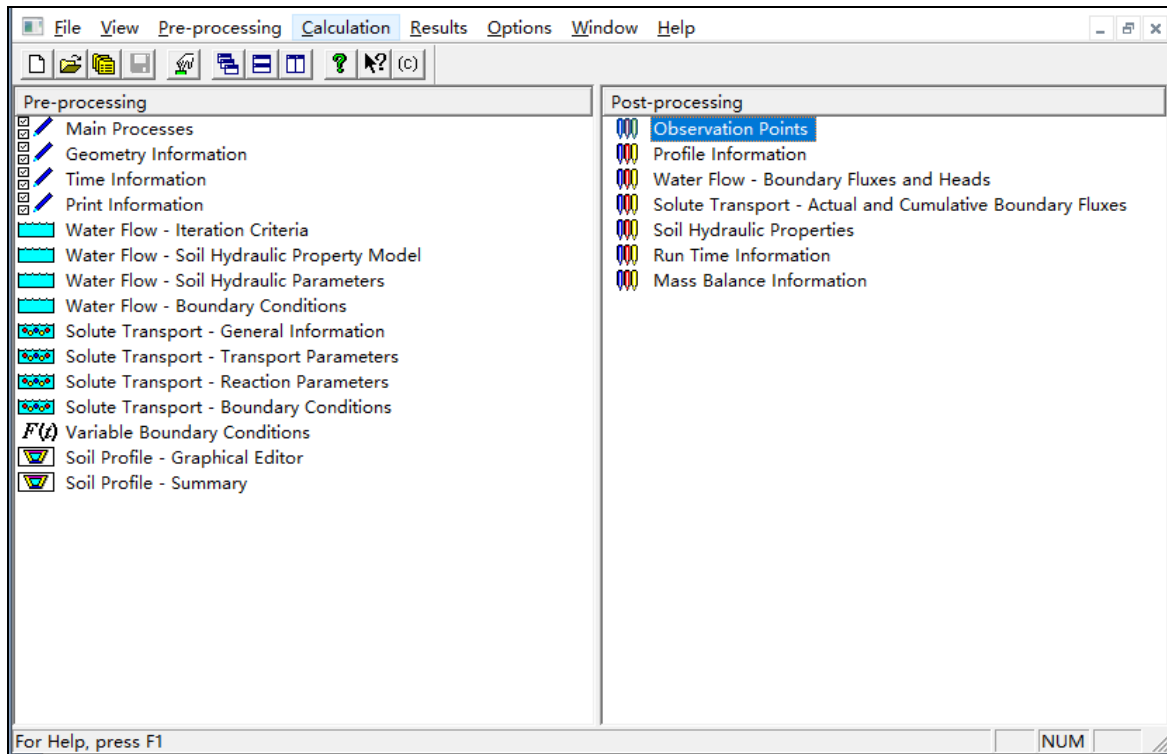 File View Pre-processing Calculation Results Options Window Help
(c)
Pre-processing
Main Processes
Geometry Information
Time Information
Print Information
Water Flow - Iteration Criteria
Water Flow - Soil Hydraulic Property Model
Water Flow - Soil Hydraulic Parameters
Water Flow - Boundary Conditions
Solute Transport - General Information
Solute Transport - Transport Parameters
Solute Transport - Reaction Parameters
Solute Transport - Boundary Conditions
F(t) Variable Boundary Conditions
Soil Profile - Graphical Editor
Soil Profile - Summary
Post-processing
Observation Points
Profile Information
Water Flow - Boundary Fluxes and Heads
Solute Transport - Actual and Cumulative Boundary Fluxes
Soil Hydraulic Properties
Run Time Information
Mass Balance Information
For Help, press F1
NUM